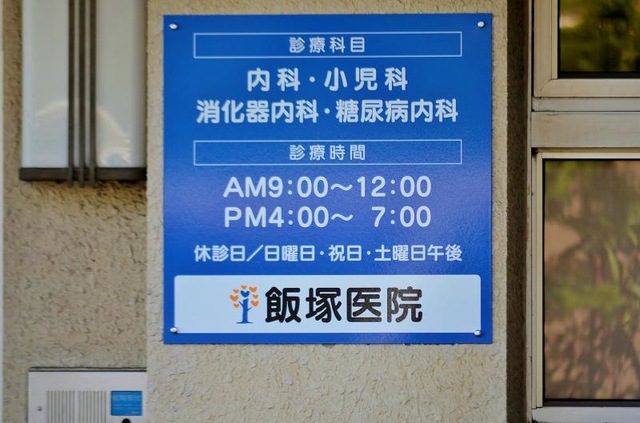 診療科目
内科・小児科
消化器内科・糖尿病内科
診療時間
AM9:00～12:00
PM4:00～ 7:00
休診日／日曜日・祝日・土曜日午後
飯塚医院